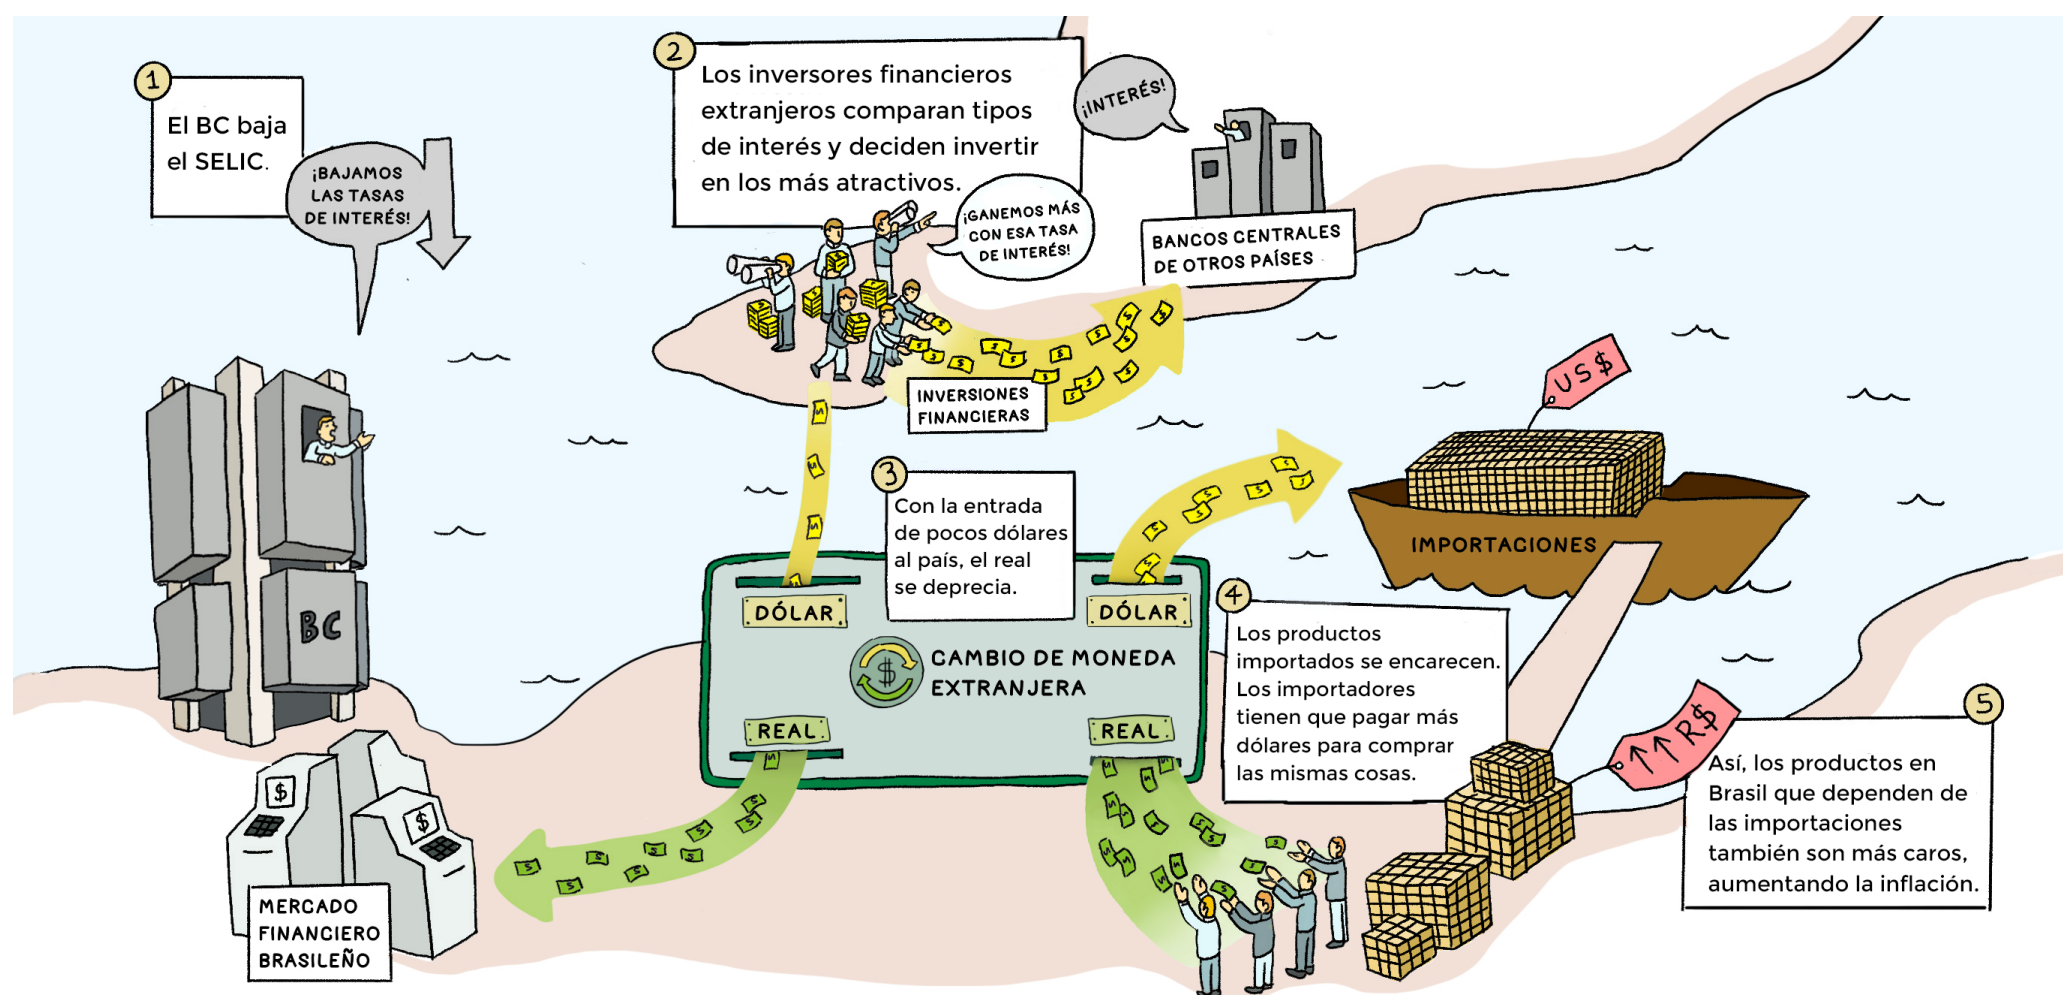 1
El BC baja
el SELIC.
¡BAJAMOS
LAS TASAS
DE INTERÉS!
BC
MERCADO
FINANCIERO
BRASILEÑO
$
$
2
Los inversores financieros
extranjeros comparan tipos
de interés y deciden invertir
en los más atractivos.
¡GANEMOS MÁS
CON ESA TASA
DE INTERÉS!
¡INTERÉS!
BANCOS CENTRALES
DE OTROS PAÍSES
INVERSIONES
FINANCIERAS
3
Con la entrada
de pocos dólares
al país, el real
se deprecia.
DÓLAR
DÓLAR
$
CAMBIO DE MONEDA
EXTRANJERA
REAL
REAL
US$
IMPORTACIONES
4
Los productos
importados se encarecen.
Los importadores
tienen que pagar más
dólares para comprar
las mismas cosas.
↑↑R$
5
Así, los productos en
Brasil que dependen de
las importaciones
también son más caros,
aumentando la inflación.